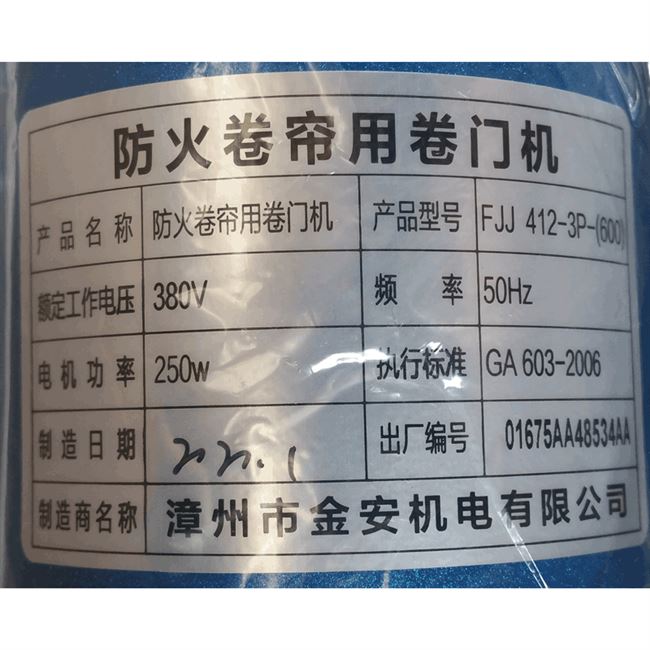 防火卷帘用卷门机
产品名称 防火卷帘用卷门机 产品型号 FJJ 412-3P-(600)
额定工作电压 380V 频率 50Hz
电机功率 250w 执行标准 GA 603-2006
制造日期 22.1 出厂编号 01675AA48534AA
制造商名称 漳州市金安机电有限公司